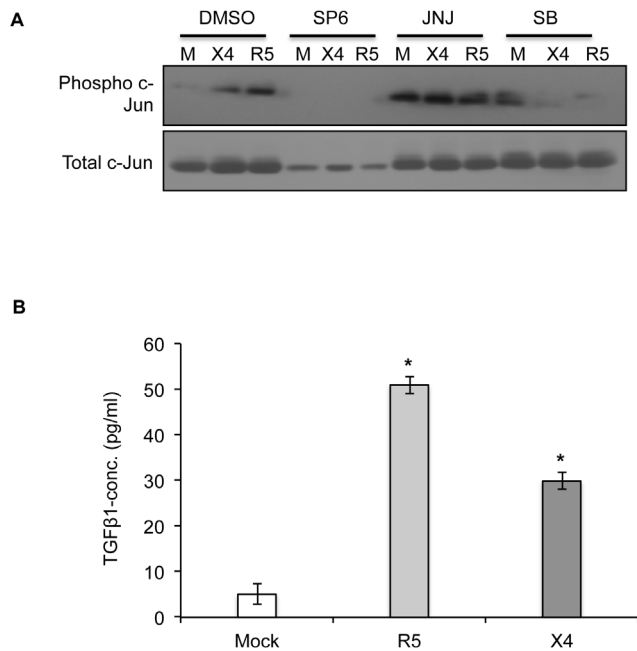 A
DMSO SP6 JNJ SB
M X4 R5 M X4 R5 M X4 R5 M X4 R5
Phospho c-
Jun
Total c-Jun
B
TGFβ1-conc. (pg/ml)
60
50
40
30
20
10
0
*
*
Mock R5 X4